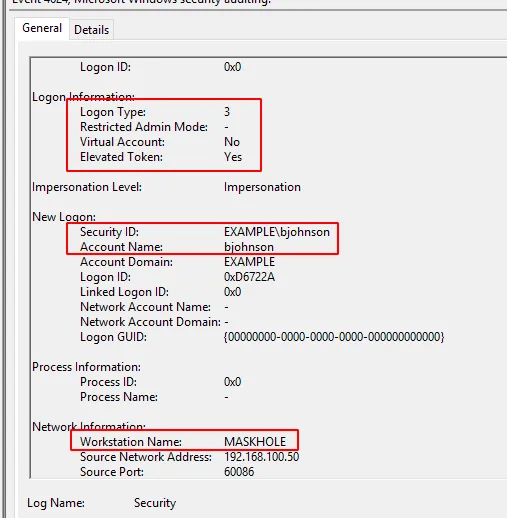 Event 4624, Microsoft Windows security auditing.
General Details
Logon ID: 0x0
Logon Information:
Logon Type: 3
Restricted Admin Mode: -
Virtual Account: No
Elevated Token: Yes
Impersonation Level: Impersonation
New Logon:
Security ID: EXAMPLE\bjohnson
Account Name: bjohnson
Account Domain: EXAMPLE
Logon ID: 0xD6722A
Linked Logon ID: 0x0
Network Account Name: -
Network Account Domain: -
Logon GUID: {00000000-0000-0000-0000-000000000000}
Process Information:
Process ID: 0x0
Process Name: -
Network Information:
Workstation Name: MASKHOLE
Source Network Address: 192.168.100.50
Source Port: 60086
Log Name: Security